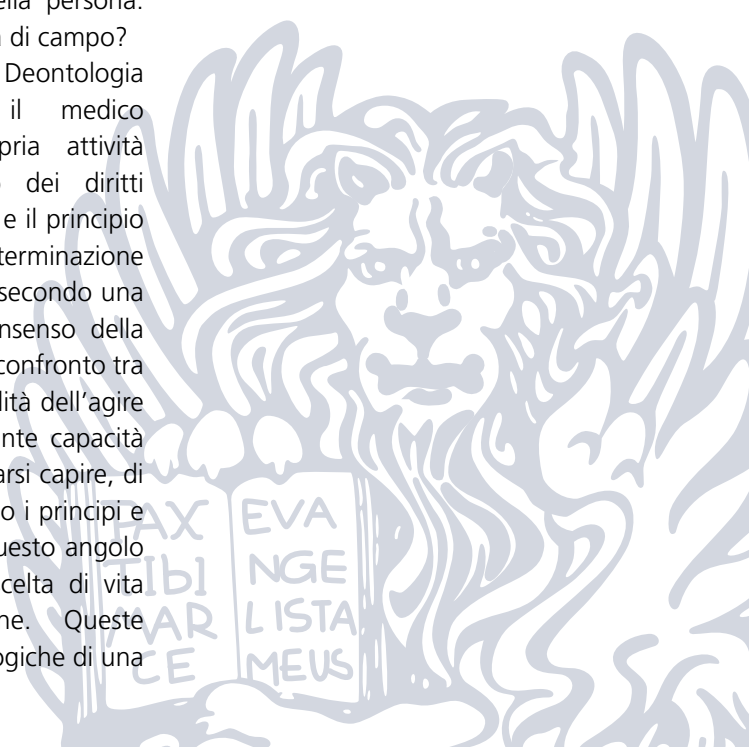 ella persona.
di campo?
Deontologia
il medico
pria attività
dei diritti
e il principio
terminazione
secondo una
nsenso della
confronto tra
lità dell’agire
nte capacità
arsi capire, di
o i principi e
uesto angolo
celta di vita
ne. Queste
ogiche di una
PAX
TIbI
MAR
CE
EVA
NGE
LISTA
MEUS